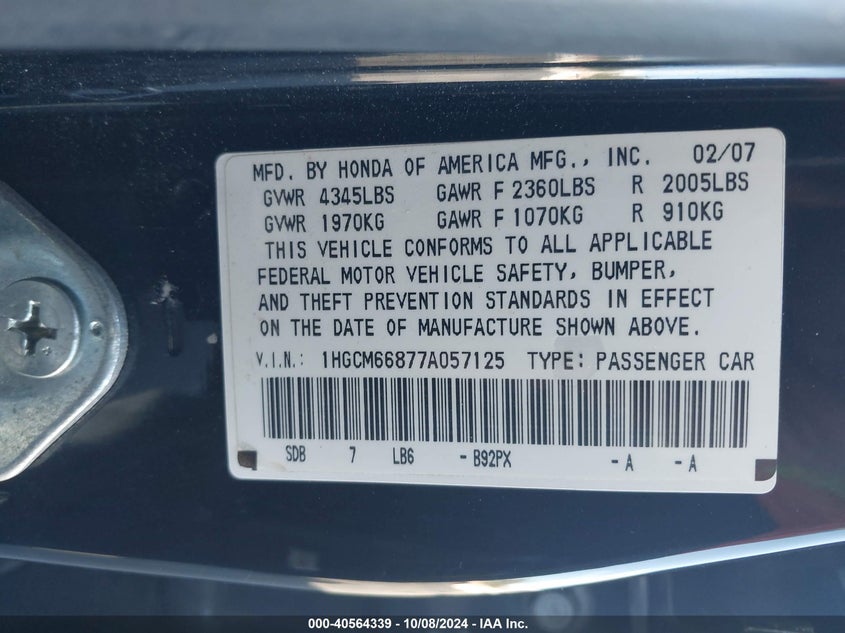 MFD. BY HONDA OF AMERICA MFG., INC. 02/07
GVWR 4345LBS GAWR F 2360LBS R 2005LBS
GVWR 1970KG GAWR F 1070KG R 910KG
THIS VEHICLE CONFORMS TO ALL APPLICABLE
FEDERAL MOTOR VEHICLE SAFETY, BUMPER,
AND THEFT PREVENTION STANDARDS IN EFFECT
ON THE DATE OF MANUFACTURE SHOWN ABOVE.
V.I.N.: 1HGCM66877A057125 TYPE: PASSENGER CAR
SDB 7 LB6 - B92PX - A - A
000-40564339 | 10/08/2024 - IAA Inc.